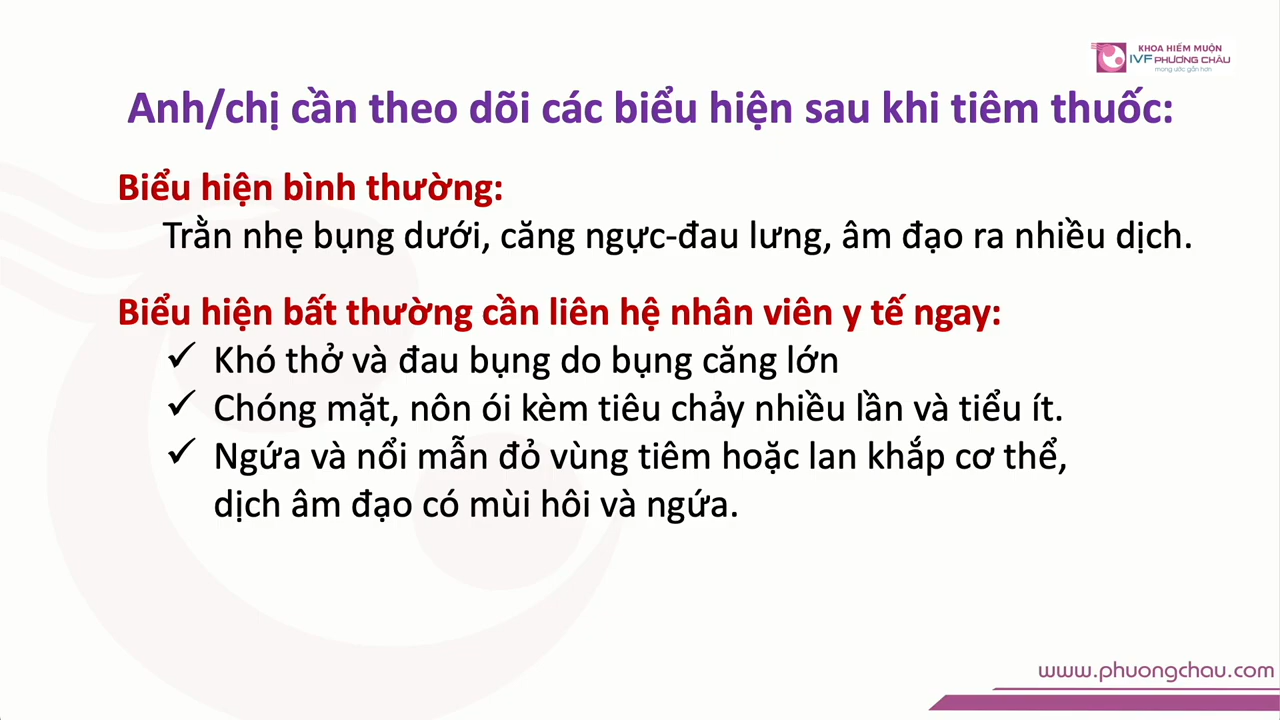 KHOA HIẾM MUỘN
IVF PHƯƠNG CHÂU
mong ước gần hơn
Anh/chị cần theo dõi các biểu hiện sau khi tiêm thuốc:
Biểu hiện bình thường:
Trằn nhẹ bụng dưới, căng ngực-đau lưng, âm đạo ra nhiều dịch.
Biểu hiện bất thường cần liên hệ nhân viên y tế ngay:
✓ Khó thở và đau bụng do bụng căng lớn
✓ Chóng mặt, nôn ói kèm tiêu chảy nhiều lần và tiểu ít.
✓ Ngứa và nổi mẫn đỏ vùng tiêm hoặc lan khắp cơ thể,
dịch âm đạo có mùi hôi và ngứa.
www.phuongchau.com